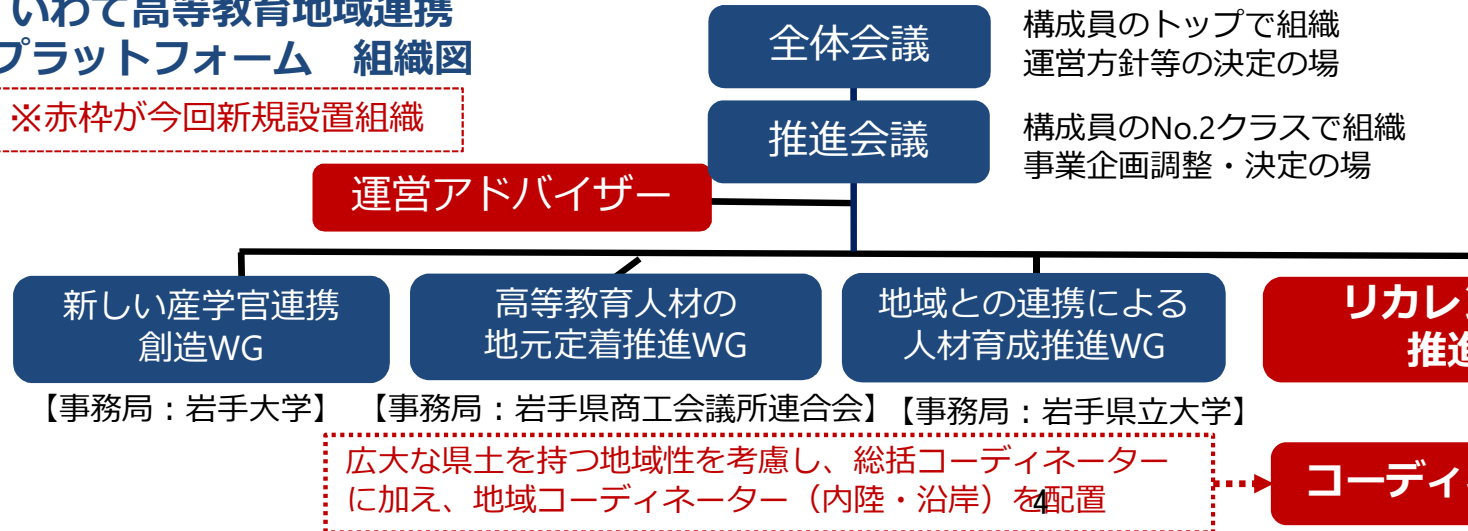 いわて高等教育地域連携
プラットフォーム 組織図
※赤枠が今回新規設置組織
全体会議
構成員のトップで組織
運営方針等の決定の場
推進会議
構成員のNo.2クラスで組織
事業企画調整・決定の場
運営アドバイザー
新しい産学官連携
創造WG
高等教育人材の
地元定着推進WG
地域との連携による
人材育成推進WG
リカレ
推進
【事務局：岩手大学】
【事務局：岩手県商工会議所連合会】
【事務局：岩手県立大学】
広大な県土を持つ地域性を考慮し、総括コーディネーター
に加え、地域コーディネーター（内陸・沿岸）を配置
4
コーディ